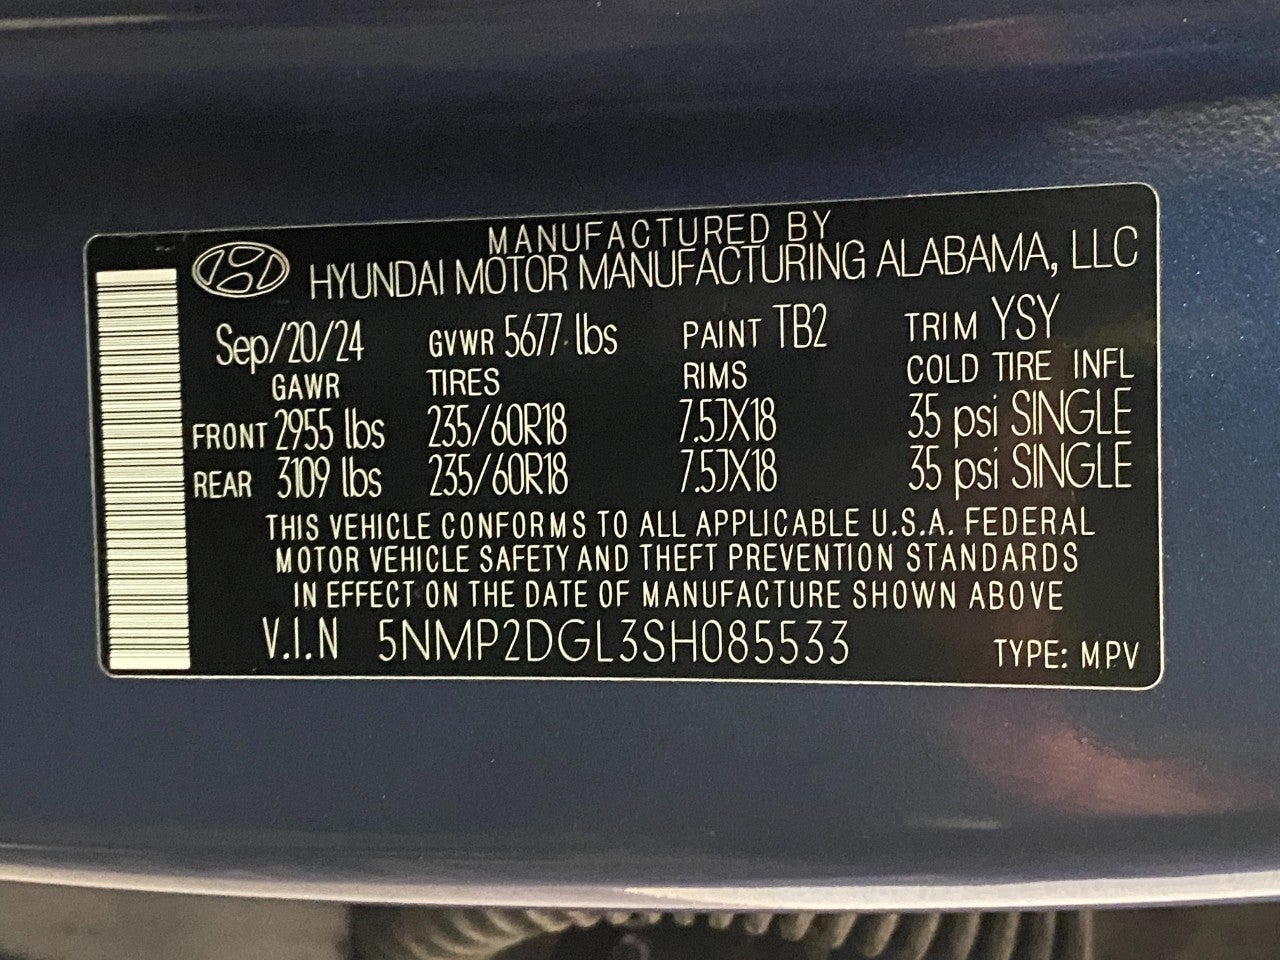 MANUFACTURED BY
HYUNDAI MOTOR MANUFACTURING ALABAMA, LLC
Sep/20/24 GVWR 5677 lbs PAINT TB2 TRIM YSY
GAWR TIRES RIMS COLD TIRE INFL
FRONT 2955 lbs 235/60R18 7.5JX18 35 psi SINGLE
REAR 3109 lbs 235/60R18 7.5JX18 35 psi SINGLE
THIS VEHICLE CONFORMS TO ALL APPLICABLE U.S.A. FEDERAL
MOTOR VEHICLE SAFETY AND THEFT PREVENTION STANDARDS
IN EFFECT ON THE DATE OF MANUFACTURE SHOWN ABOVE
V.I.N 5NMP2DGL3SH085533 TYPE: MPV